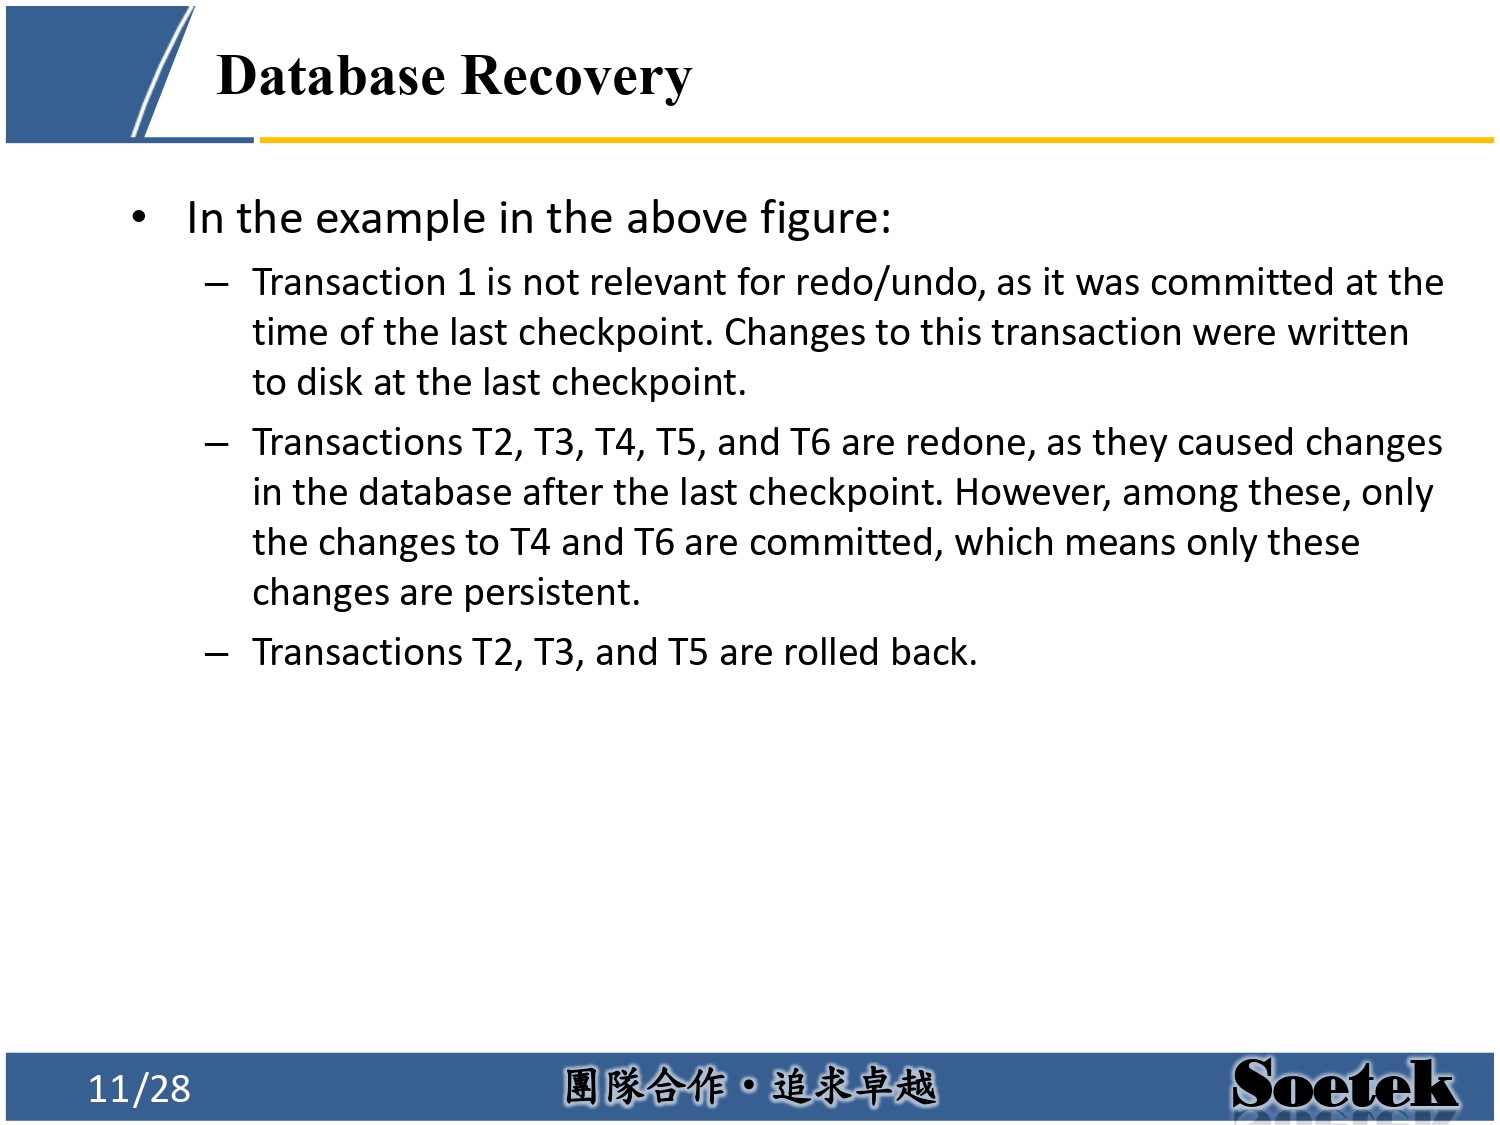 Database Recovery
• In the example in the above figure:
– Transaction 1 is not relevant for redo/undo, as it was committed at the
time of the last checkpoint. Changes to this transaction were written
to disk at the last checkpoint.
– Transactions T2, T3, T4, T5, and T6 are redone, as they caused changes
in the database after the last checkpoint. However, among these, only
the changes to T4 and T6 are committed, which means only these
changes are persistent.
– Transactions T2, T3, and T5 are rolled back.
11/28
團隊合作・追求卓越
Soetek